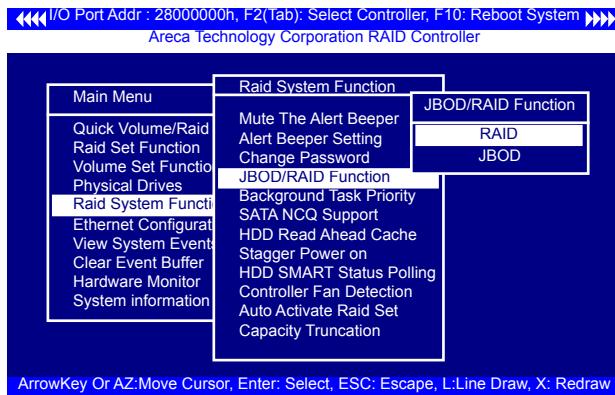 I/O Port Addr : 28000000h, F2(Tab): Select Controller, F10: Reboot System
Areca Technology Corporation RAID Controller
Main Menu
Quick Volume/Raid
Raid Set Function
Volume Set Functio
Physical Drives
Raid System Functi
Ethernet Configurat
View System Events
Clear Event Buffer
Hardware Monitor
System information
Raid System Function
Mute The Alert Beeper
Alert Beeper Setting
Change Password
JBOD/RAID Function
Background Task Priority
SATA NCQ Support
HDD Read Ahead Cache
Stagger Power on
HDD SMART Status Polling
Controller Fan Detection
Auto Activate Raid Set
Capacity Truncation
JBOD/RAID Function
RAID
JBOD
ArrowKey Or AZ:Move Cursor, Enter: Select, ESC: Escape, L:Line Draw, X: Redraw